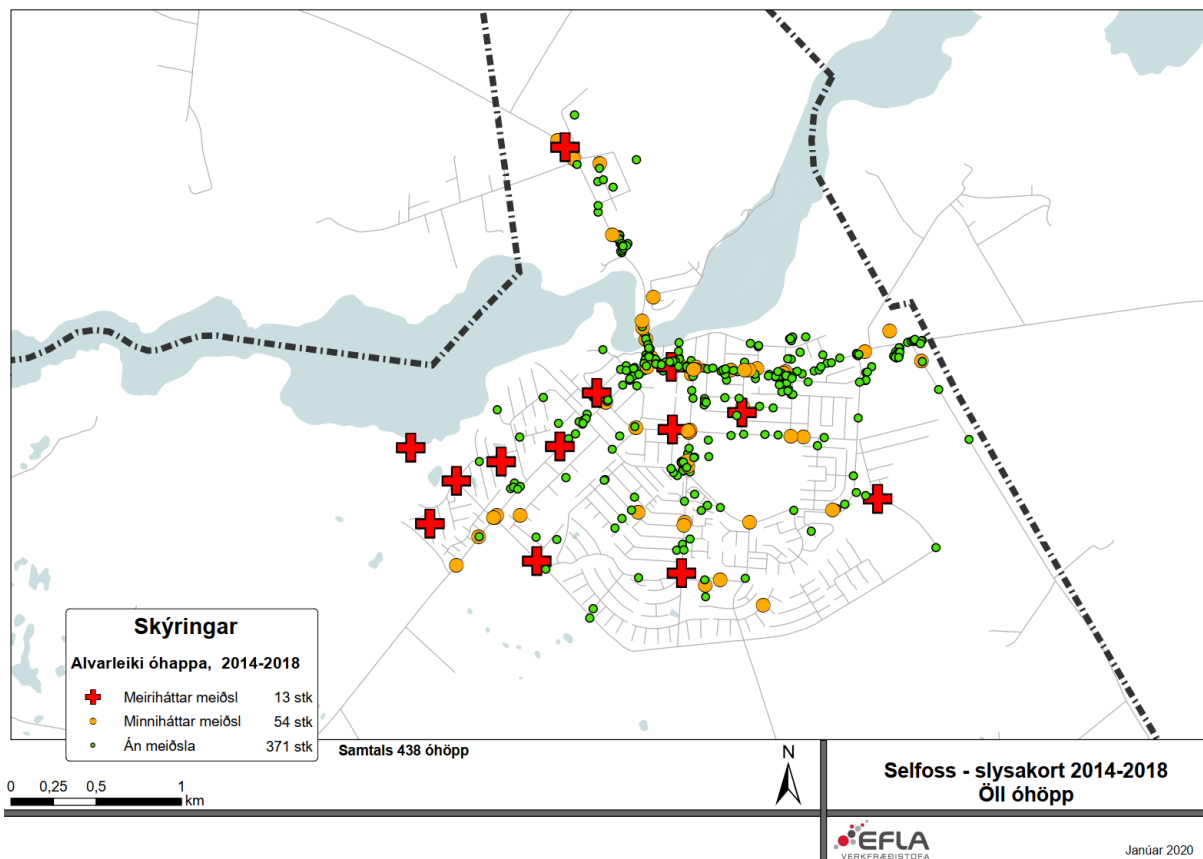 N
Skýringar
Alvarleiki óhappa, 2014-2018
Meiriháttar meiðsl 13 stk
Minniháttar meiðsl 54 stk
Án meiðsla 371 stk
Samtals 438 óhöpp
0 0,25 0,5 1
km
Selfoss - slysakort 2014-2018
Öll óhöpp
EFLA
VERKFRÆÐISTOFA
Janúar 2020